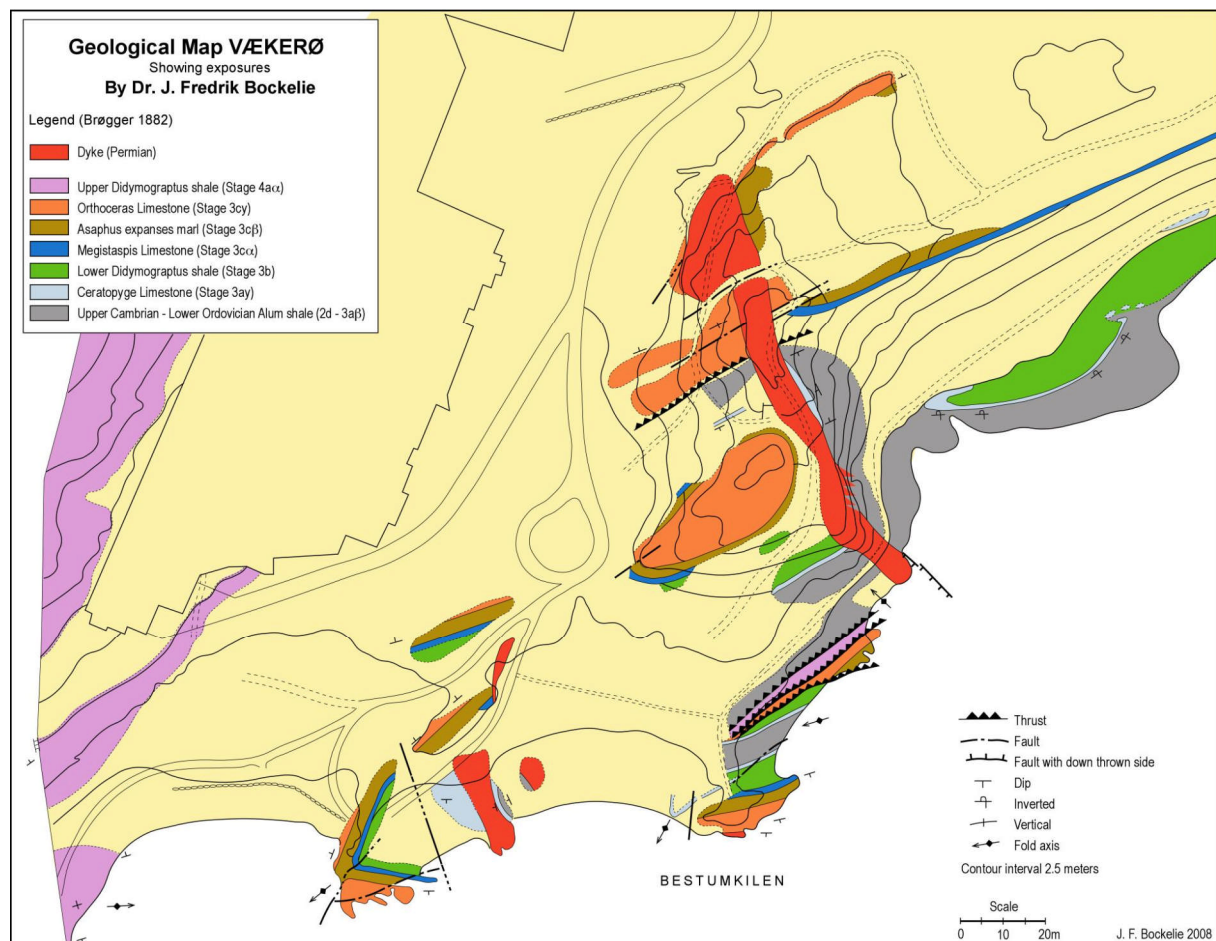 Geological Map VÆKERØ
Showing exposures
By Dr. J. Fredrik Bockelie
Legend (Brøgger 1882)
Dyke (Permian)
Upper Didymograptus shale (Stage 4aα)
Orthoceras Limestone (Stage 3cy)
Asaphus expanses marl (Stage 3cβ)
Megistaspis Limestone (Stage 3cα)
Lower Didymograptus shale (Stage 3b)
Ceratopyge Limestone (Stage 3ay)
Upper Cambrian - Lower Ordovician Alum shale (2d - 3aβ)
Thrust
Fault
Fault with down thrown side
Dip
Inverted
Vertical
Fold axis
Contour interval 2.5 meters
BESTUMKILEN
Scale
0 10 20m
J. F. Bockelie 2008